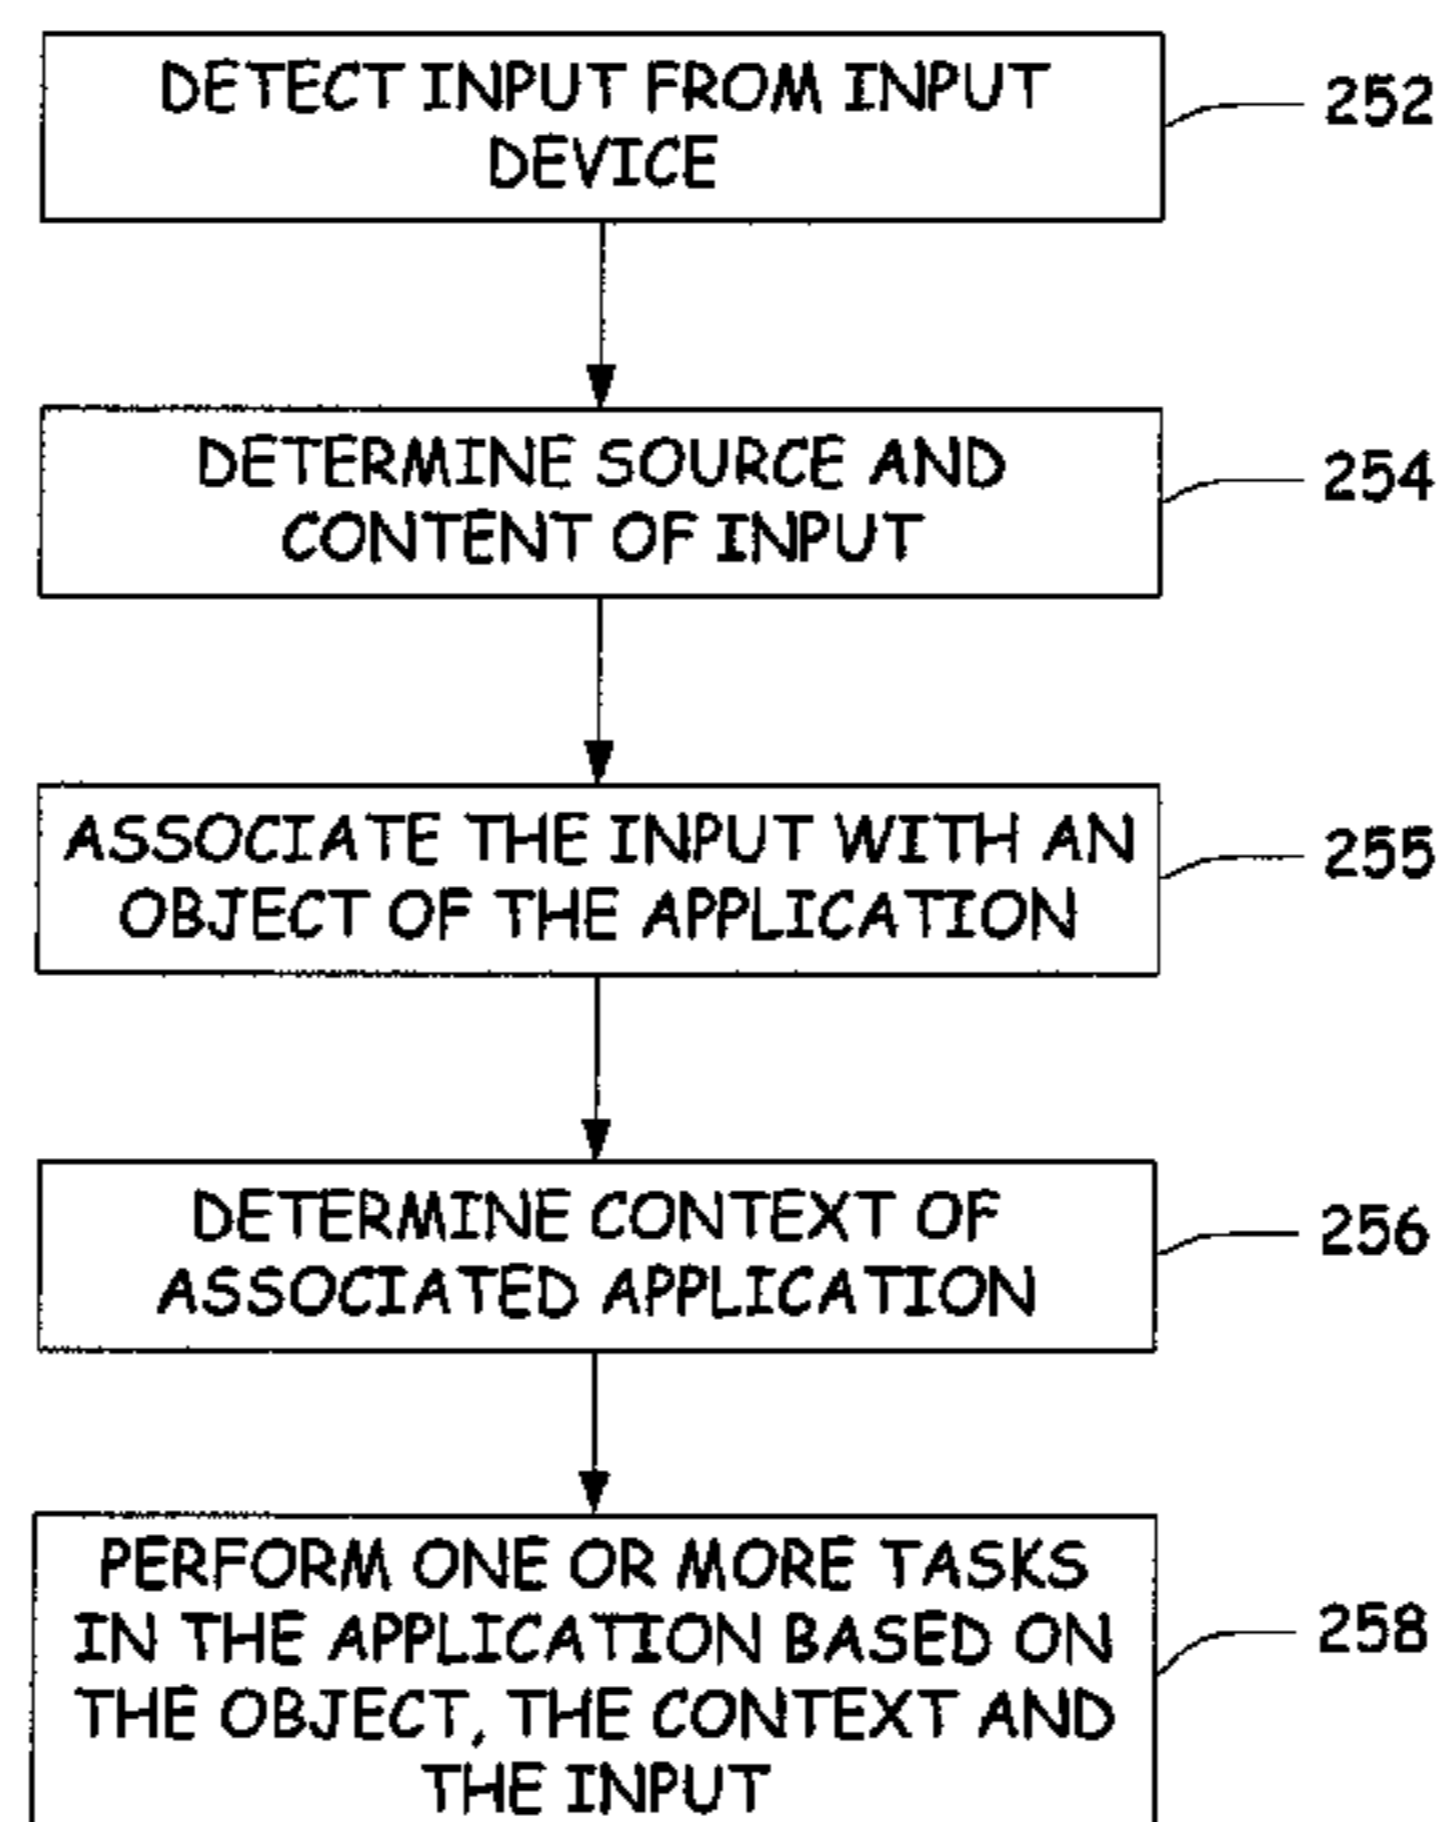 DETECT INPUT FROM INPUT
DEVICE
252
DETERMINE SOURCE AND
CONTENT OF INPUT
254
ASSOCIATE THE INPUT WITH AN
OBJECT OF THE APPLICATION
255
DETERMINE CONTEXT OF
ASSOCIATED APPLICATION
256
PERFORM ONE OR MORE TASKS
IN THE APPLICATION BASED ON
THE OBJECT, THE CONTEXT AND
THE INPUT
258